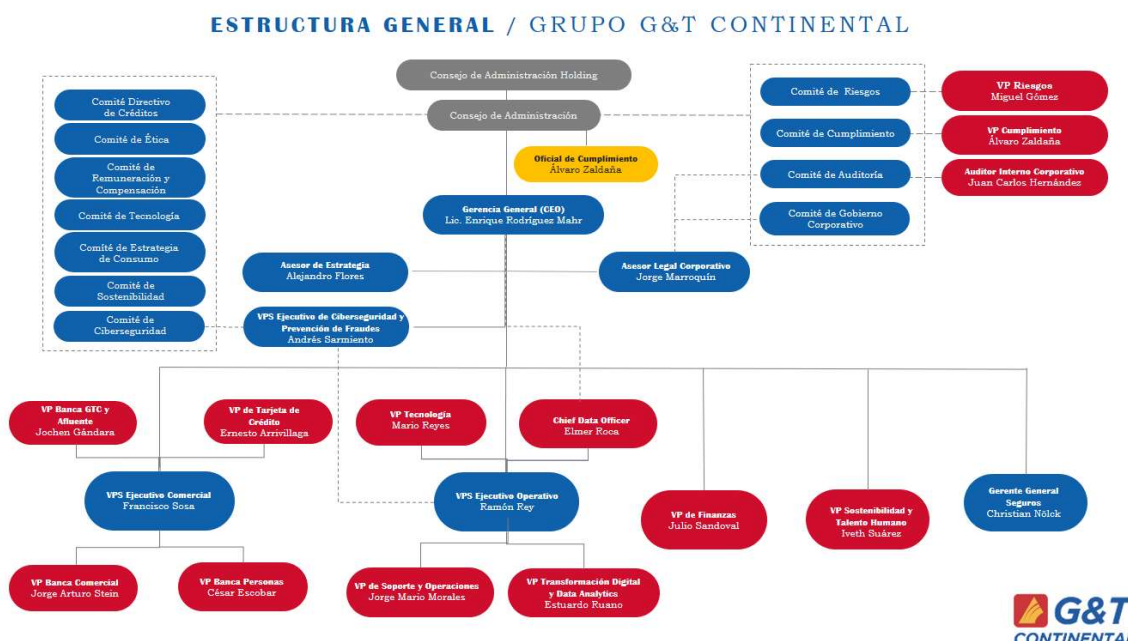 ESTRUCTURA GENERAL / GRUPO G&T CONTINENTAL
Consejo de Administración Holding
Consejo de Administración
Oficial de Cumplimiento
Álvaro Zaldaña
Comité Directivo
de Créditos
Comité de Ética
Comité de
Remuneración y
Compensación
Comité de Tecnología
Comité de Estrategia
de Consumo
Comité de
Sostenibilidad
Comité de
Ciberseguridad
Comité de Riesgos
Comité de Cumplimiento
Comité de Auditoría
Comité de Gobierno
Corporativo
VP Riesgos
Miguel Gómez
VP Cumplimiento
Álvaro Zaldaña
Auditor Interno Corporativo
Juan Carlos Hernández
Gerencia General (CEO)
Lic. Enrique Rodríguez Mahr
Asesor de Estrategia
Alejandro Flores
Asesor Legal Corporativo
Jorge Marroquín
VPS Ejecutivo de Ciberseguridad y
Prevención de Fraudes
Andrés Sarmiento
VP Banca GTC y
Afluente
Jochen Gándara
VP de Tarjeta de
Crédito
Ernesto Arrivillaga
VP Tecnología
Mario Reyes
Chief Data Officer
Elmer Roca
VPS Ejecutivo Comercial
Francisco Sosa
VPS Ejecutivo Operativo
Ramón Rey
VP de Finanzas
Julio Sandoval
VP Sostenibilidad y
Talento Humano
Iveth Suárez
Gerente General
Seguros
Christian Nölck
VP Banca Comercial
Jorge Arturo Stein
VP Banca Personas
César Escobar
VP de Soporte y Operaciones
Jorge Mario Morales
VP Transformación Digital
y Data Analytics
Estuardo Ruano
G&T
CONTINENTAL